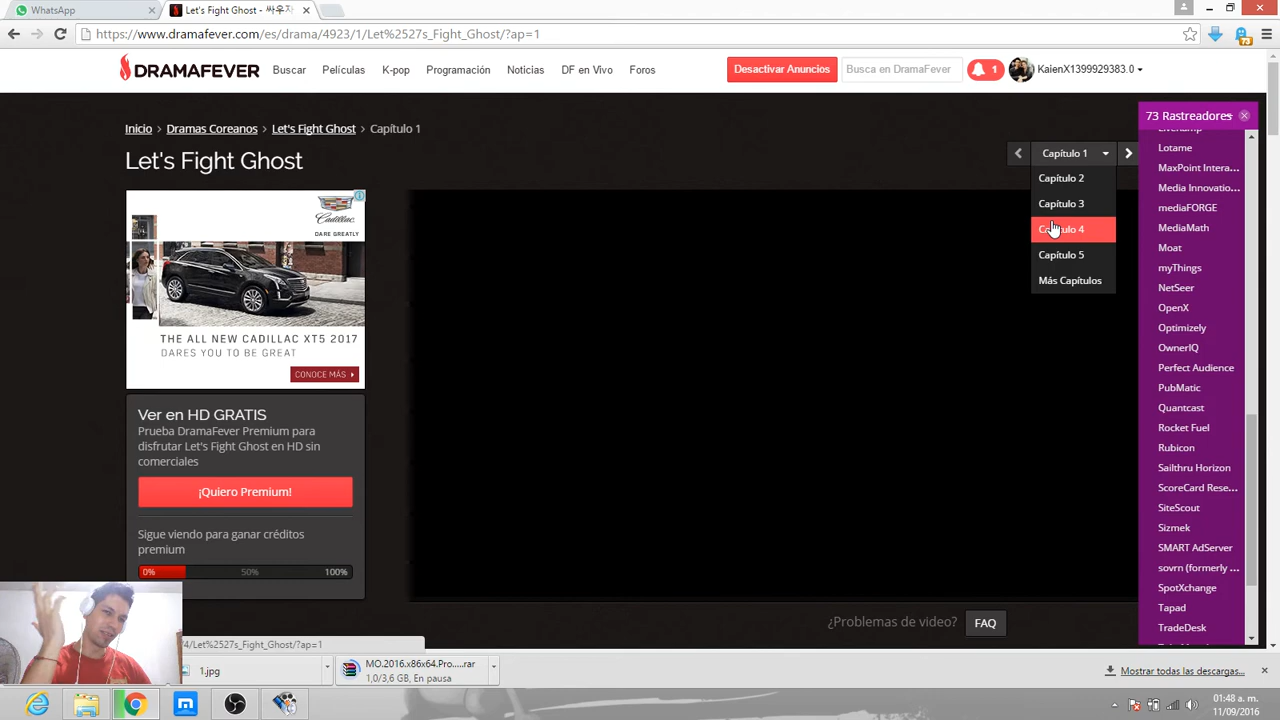 WhatsApp
Let's Fight Ghost - 싸우자
https://www.dramafever.com/es/drama/4923/1/Let%2527s_Fight_Ghost/?ap=1
73
DRAMAFEVER
Buscar
Películas
K-pop
Programación
Noticias
DF en Vivo
Foros
Desactivar Anuncios
Busca en DramaFever
1
KaienX1399929383.0
Inicio > Dramas Coreanos > Let's Fight Ghost > Capítulo 1
Let's Fight Ghost
Capítulo 1
Capítulo 2
Capítulo 3
Capítulo 4
Capítulo 5
Más Capítulos
Cadillac
DARE GREATLY
THE ALL NEW CADILLAC XT5 2017
DARES YOU TO BE GREAT
CONOCE MÁS
Ver en HD GRATIS
Prueba DramaFever Premium para
disfrutar Let's Fight Ghost en HD sin
comerciales
¡Quiero Premium!
Sigue viendo para ganar créditos
premium
0% 50% 100%
¿Problemas de video?
FAQ
73 Rastreadores
Lotame
MaxPoint Intera...
Media Innovatio...
mediaFORGE
MediaMath
Moat
myThings
NetSeer
OpenX
Optimizely
OwnerIQ
Perfect Audience
PubMatic
Quantcast
Rocket Fuel
Rubicon
Sailthru Horizon
ScoreCard Rese...
SiteScout
Sizmek
SMART AdServer
sovrn (formerly ...
SpotXchange
Tapad
TradeDesk
/4/Let%2527s_Fight_Ghost/?ap=1
1.jpg
MO.2016.x86x64.Pro....rar
1,0/3,6 GB, En pausa
Mostrar todas las descargas...
01:48 a. m.
11/09/2016